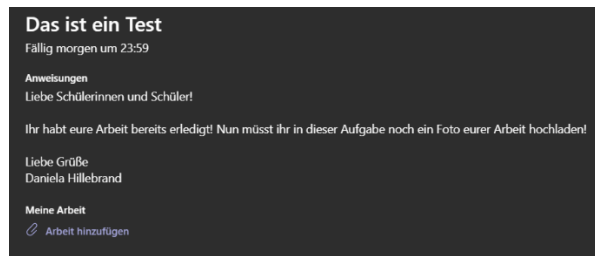 Das ist ein Test
Fällig morgen um 23:59
Anweisungen
Liebe Schülerinnen und Schüler!
Ihr habt eure Arbeit bereits erledigt! Nun müsst ihr in dieser Aufgabe noch ein Foto eurer Arbeit hochladen!
Liebe Grüße
Daniela Hillebrand
Meine Arbeit
Arbeit hinzufügen